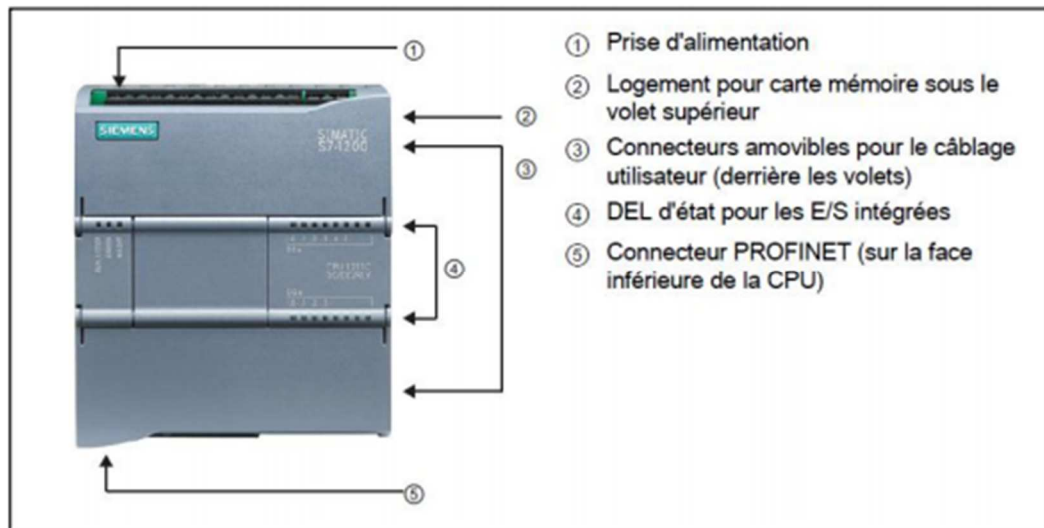 ① Prise d'alimentation
② Logement pour carte mémoire sous le
volet supérieur
③ Connecteurs amovibles pour le câblage
utilisateur (derrière les volets)
④ DEL d'état pour les E/S intégrées
⑤ Connecteur PROFINET (sur la face
inférieure de la CPU)
①
SIEMENS
SIMATIC
S7-1200
②
③
④
⑤